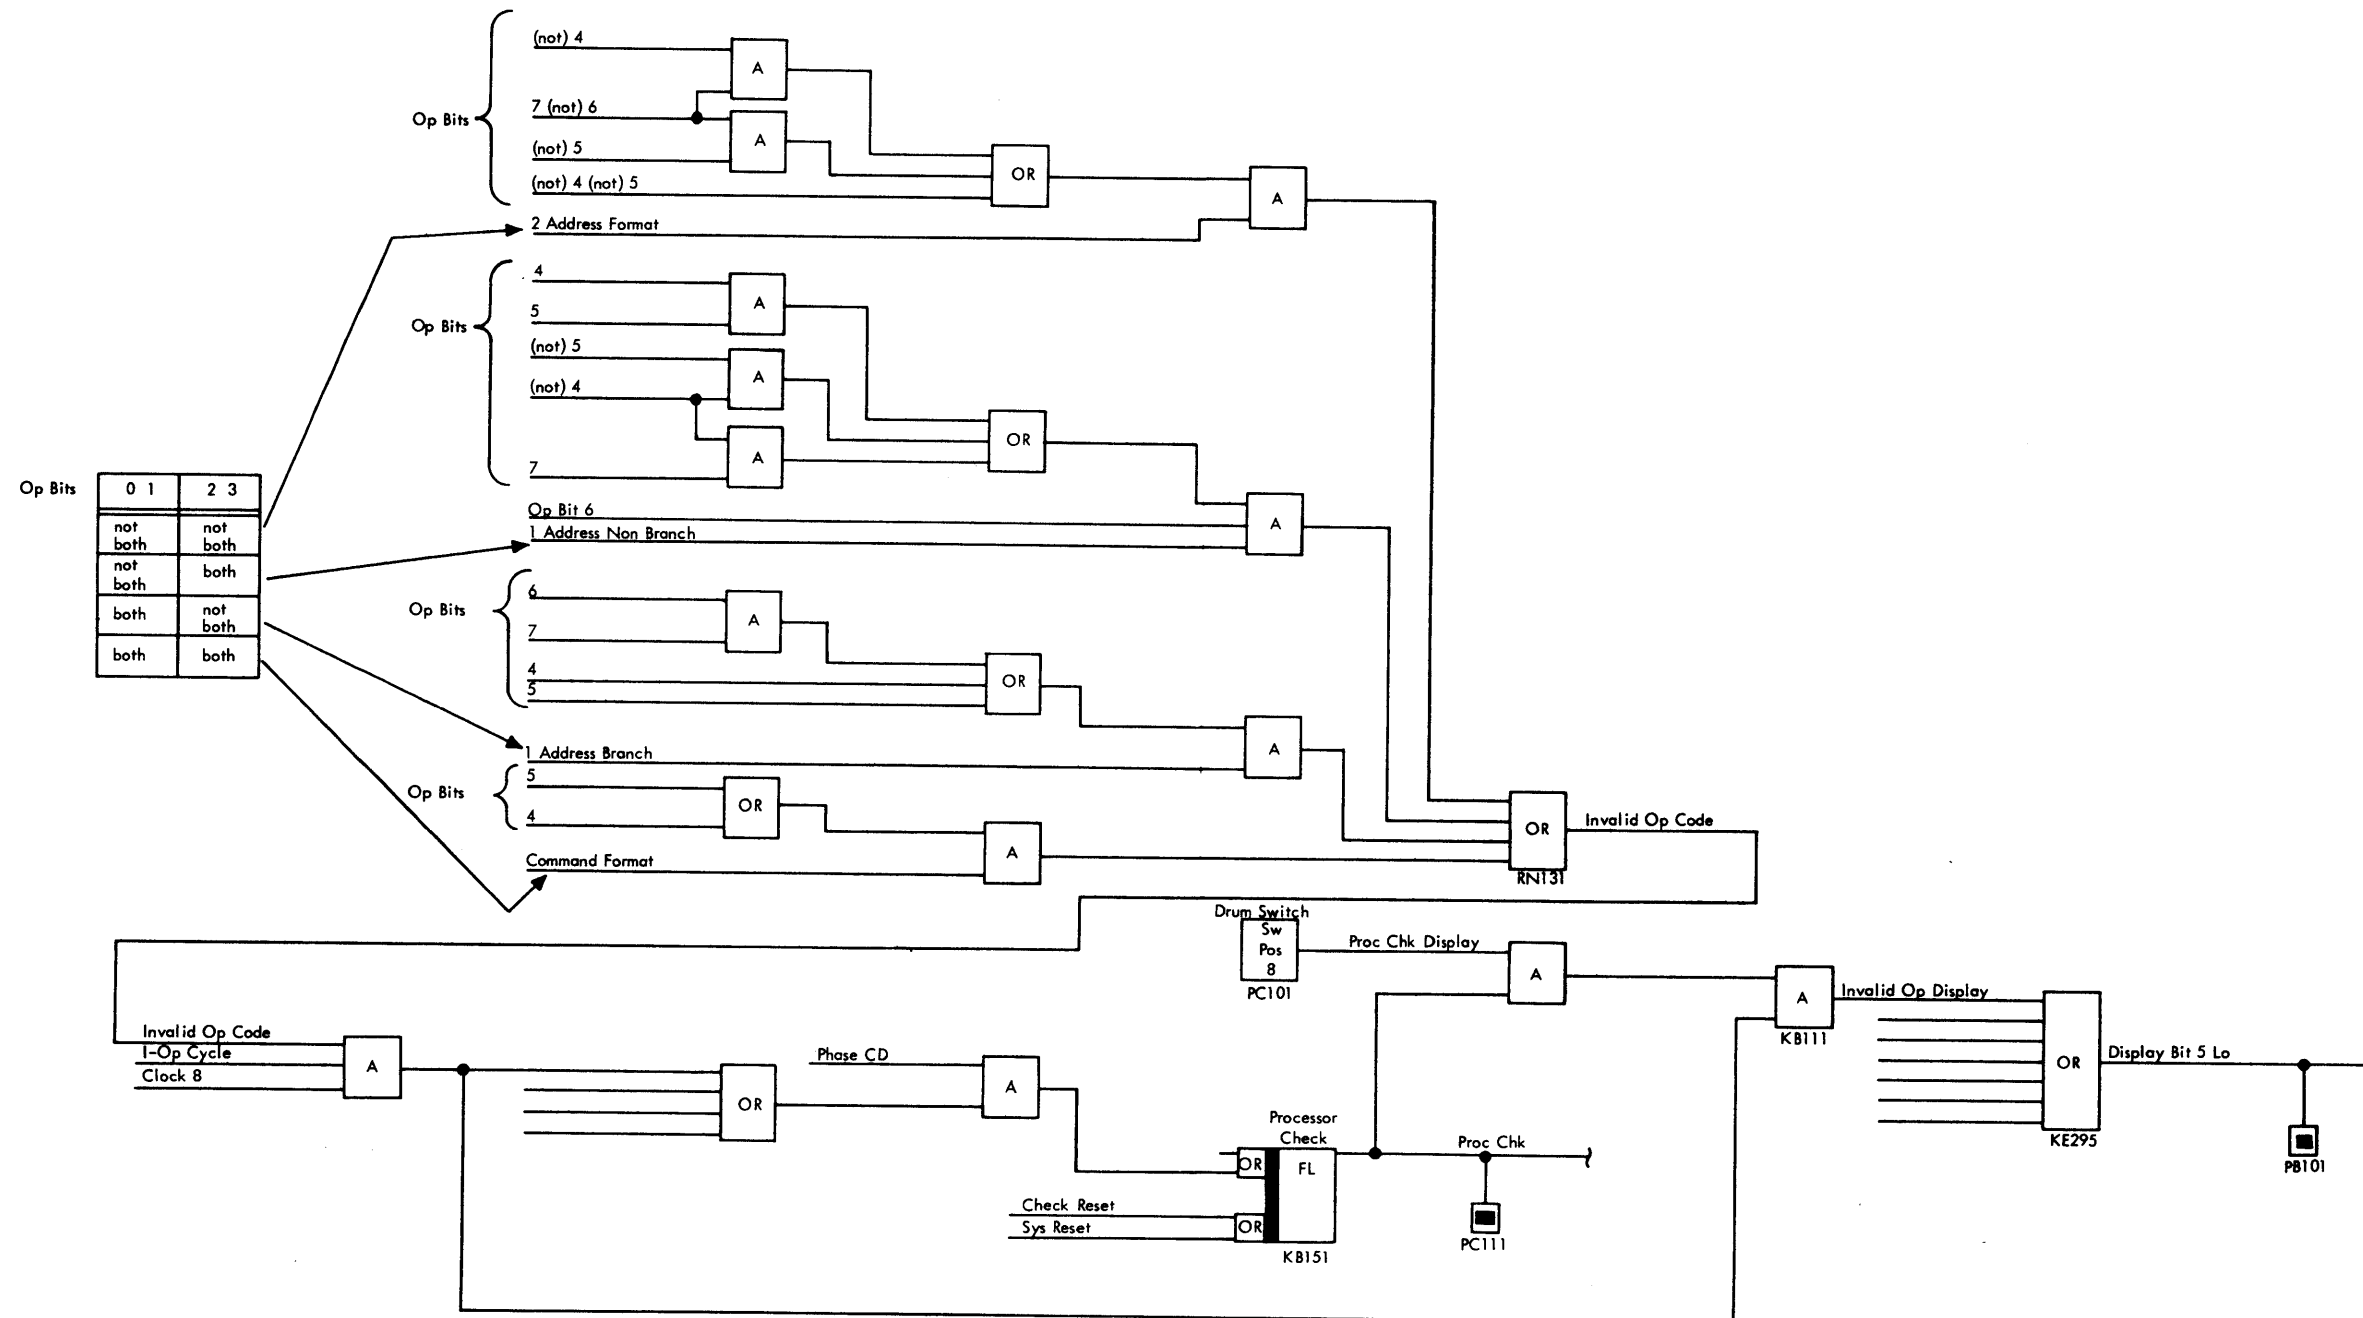 (not) 4
A
7 (not) 6
Op Bits
A
(not) 5
(not) 4 (not) 5
OR
A
2 Address Format
4
A
5
Op Bits
(not) 5
A
(not) 4
OR
A
7
Op Bits
0 1
2 3
not both
not both
not both
both
both
not both
both
both
Op Bit 6
A
1 Address Non Branch
6
Op Bits
A
7
4
OR
5
A
1 Address Branch
5
Op Bits
OR
4
A
Command Format
OR
Invalid Op Code
RN131
Drum Switch
Sw
Pos
8
PC101
Proc Chk Display
A
A
KB111
Invalid Op Display
OR
KE295
Display Bit 5 Lo
PB101
Invalid Op Code
I-Op Cycle
Clock 8
A
OR
Phase CD
A
Processor
Check
OR
FL
Proc Chk
Check Reset
Sys Reset
OR
KB151
PC111